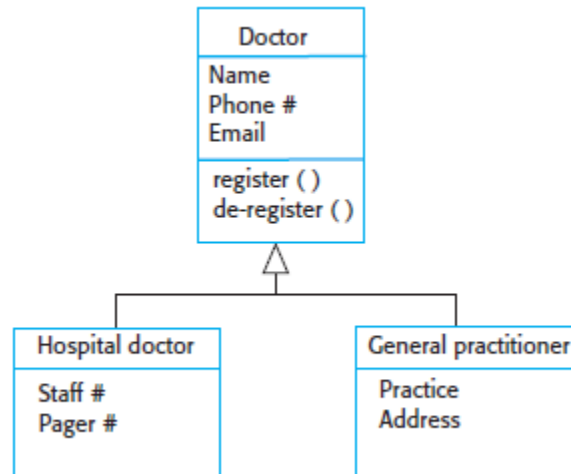 Doctor
Name
Phone #
Email
register ( )
de-register ( )
Hospital doctor
Staff #
Pager #
General practitioner
Practice
Address